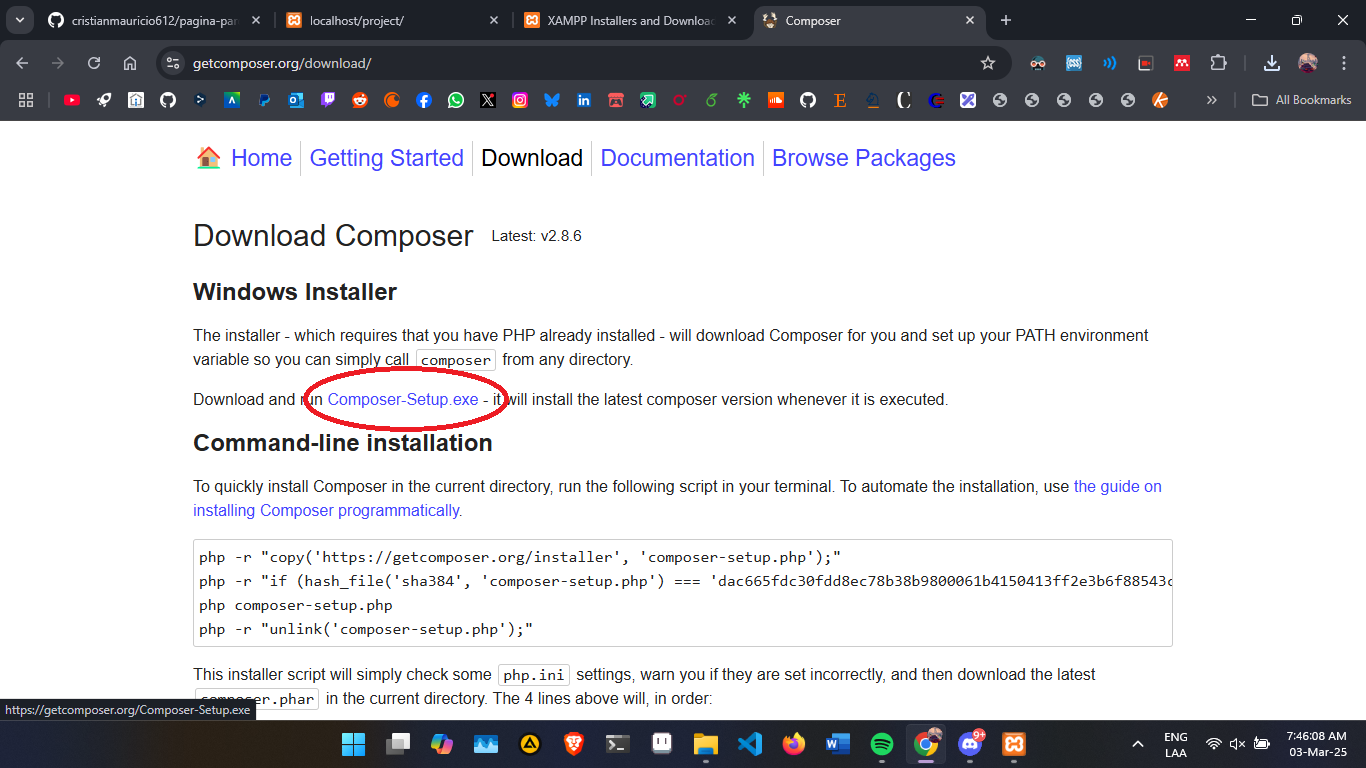 cristianmauricio612/pagina-par
localhost/project/
XAMPP Installers and Downloa
Composer
getcomposer.org/download/
All Bookmarks
Home
Getting Started
Download
Documentation
Browse Packages
Download Composer
Latest: v2.8.6
Windows Installer
The installer - which requires that you have PHP already installed - will download Composer for you and set up your PATH environment
variable so you can simply call composer from any directory.
Download and run Composer-Setup.exe - it will install the latest composer version whenever it is executed.
Command-line installation
To quickly install Composer in the current directory, run the following script in your terminal. To automate the installation, use the guide on
installing Composer programmatically.
php -r "copy('https://getcomposer.org/installer', 'composer-setup.php');"
php -r "if (hash_file('sha384', 'composer-setup.php') === 'dac665fdc30fdd8ec78b38b9800061b4150413ff2e3b6f88543c
php composer-setup.php
php -r "unlink('composer-setup.php');"
This installer script will simply check some php.ini settings, warn you if they are set incorrectly, and then download the latest
composer.phar in the current directory. The 4 lines above will, in order:
https://getcomposer.org/Composer-Setup.exe
9+
ENG
LAA
7:46:08 AM
03-Mar-25